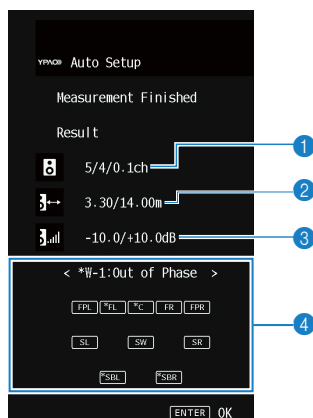 YPAO Auto Setup
Measurement Finished
Result
5/4/0.1ch
1
3.30/14.00m
2
-10.0/+10.0dB
3
< *W-1:Out of Phase >
FPL *FL *C FR FPR
4
SL SW SR
*SBL *SBR
ENTER OK